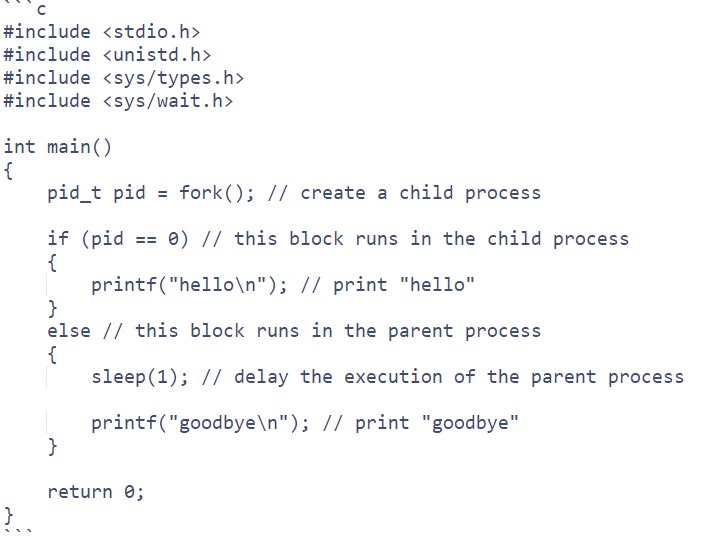 ```c
#include <stdio.h>
#include <unistd.h>
#include <sys/types.h>
#include <sys/wait.h>

int main()
{
    pid_t pid = fork(); // create a child process

    if (pid == 0) // this block runs in the child process
    {
        printf("hello\n"); // print "hello"
    }
    else // this block runs in the parent process
    {
        sleep(1); // delay the execution of the parent process

        printf("goodbye\n"); // print "goodbye"
    }

    return 0;
}
```